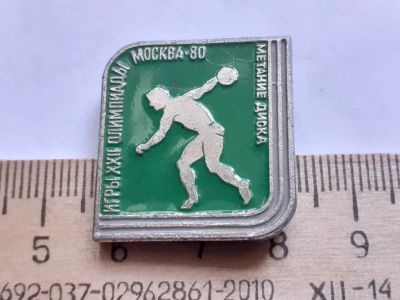 ИГРЫ XXII ОЛИМПИАДЫ
МОСКВА·80
МЕТАНИЕ ДИСКА
5 6 7 8 9
692-037-02962861-2010 XII-14